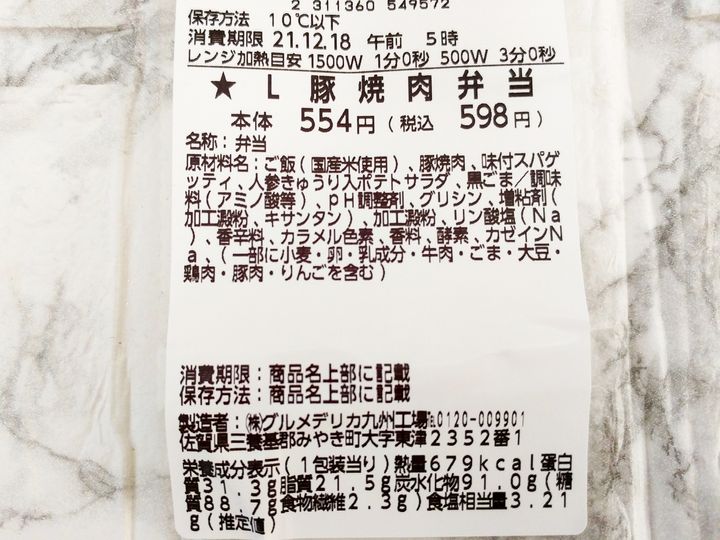 2 311360 549572
保存方法 10℃以下
消費期限 21.12.18 午前 5時
レンジ加熱目安 1500W 1分0秒 500W 3分0秒
★ L 豚焼肉弁当
本体 554円 (税込 598円)
名称:弁当
原材料名:ご飯(国産米使用)、豚焼肉、味付スパゲ
ッティ、人参きゅうり入ポテトサラダ、黒ごま/調味
料(アミノ酸等)、pH調整剤、グリシン、増粘剤(
加工澱粉、キサンタン)、加工澱粉、リン酸塩(Na
)、香辛料、カラメル色素、香料、酵素、カゼインN
a、(一部に小麦・卵・乳成分・牛肉・ごま・大豆・
鶏肉・豚肉・りんごを含む)
消費期限:商品名上部に記載
保存方法:商品名上部に記載
製造者:㈱グルメデリカ九州工場℡0120-009901
佐賀県三養基郡みやき町大字東津2352番1
栄養成分表示(1包装当り)熱量679kcal蛋白
質31.3g脂質21.5g炭水化物91.0g(糖
質88.7g食物繊維2.3g)食塩相当量3.21
g(推定値)